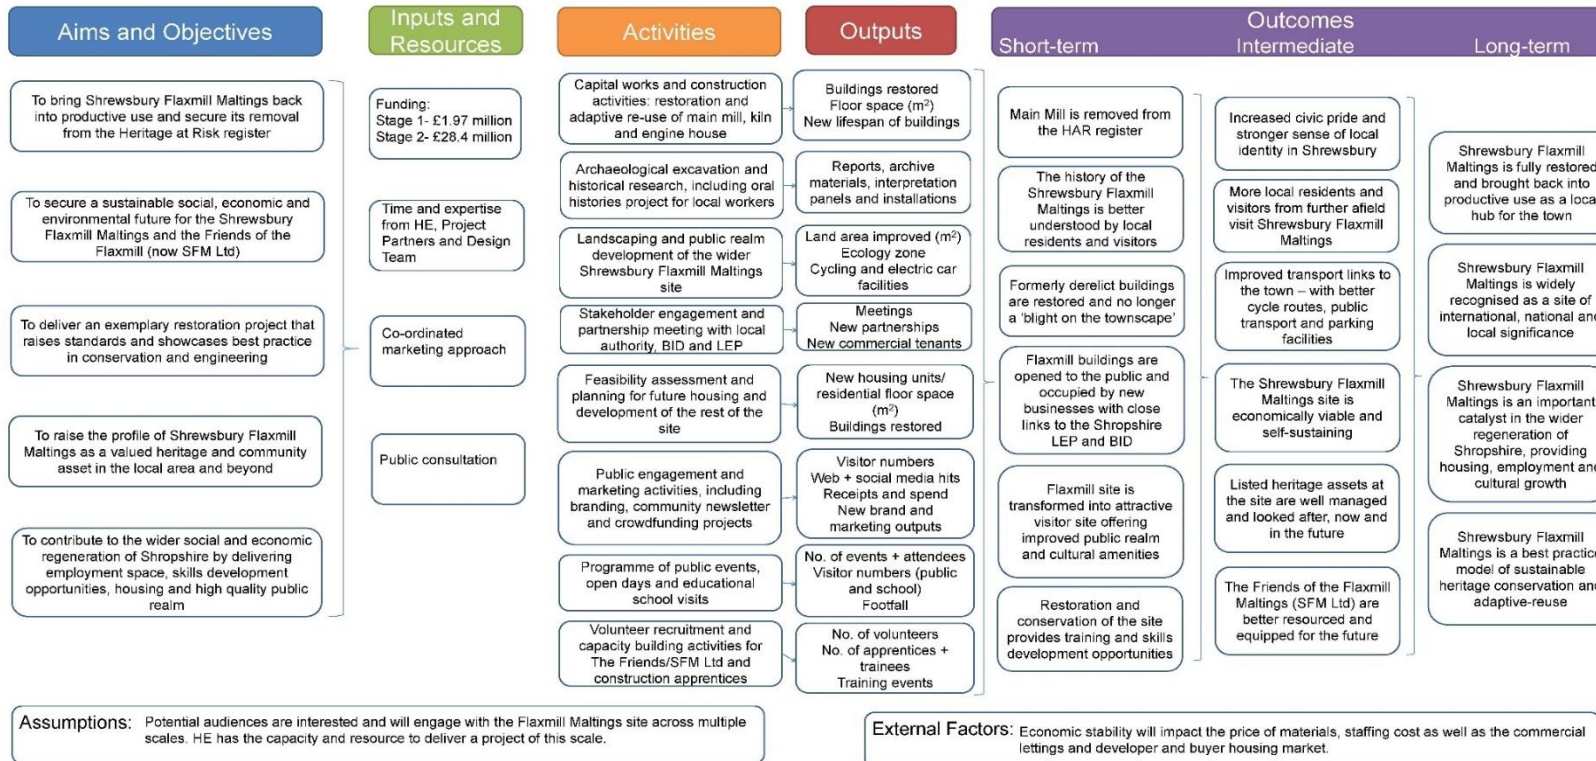 Aims and Objectives
Inputs and
Resources
Activities
Outputs
Outcomes
Short-term
Intermediate
Long-term
To bring Shrewsbury Flaxmill Maltings back
into productive use and secure its removal
from the Heritage at Risk register
To secure a sustainable social, economic and
environmental future for the Shrewsbury
Flaxmill Maltings and the Friends of the
Flaxmill (now SFM Ltd)
To deliver an exemplary restoration project that
raises standards and showcases best practice
in conservation and engineering
To raise the profile of Shrewsbury Flaxmill
Maltings as a valued heritage and community
asset in the local area and beyond
To contribute to the wider social and economic
regeneration of Shropshire by delivering
employment space, skills development
opportunities, housing and high quality public
realm
Funding:
Stage 1- £1.97 million
Stage 2- £28.4 million
Time and expertise
from HE, Project
Partners and Design
Team
Co-ordinated
marketing approach
Public consultation
Capital works and construction
activities: restoration and
adaptive re-use of main mill, kiln
and engine house
Archaeological excavation and
historical research, including oral
histories project for local workers
Landscaping and public realm
development of the wider
Shrewsbury Flaxmill Maltings
site
Stakeholder engagement and
partnership meeting with local
authority, BID and LEP
Feasibility assessment and
planning for future housing and
development of the rest of the
site
Public engagement and
marketing activities, including
branding, community newsletter
and crowdfunding projects
Programme of public events,
open days and educational
school visits
Volunteer recruitment and
capacity building activities for
The Friends/SFM Ltd and
construction apprentices
Buildings restored
Floor space (m²)
New lifespan of buildings
Reports, archive
materials, interpretation
panels and installations
Land area improved (m²)
Ecology zone
Cycling and electric car
facilities
Meetings
New partnerships
New commercial tenants
New housing units/
residential floor space
(m²)
Buildings restored
Visitor numbers
Web + social media hits
Receipts and spend
New brand and
marketing outputs
No. of events + attendees
Visitor numbers (public
and school)
Footfall
No. of volunteers
No. of apprentices +
trainees
Training events
Main Mill is removed from
the HAR register
The history of the
Shrewsbury Flaxmill
Maltings is better
understood by local
residents and visitors
Formerly derelict buildings
are restored and no longer
a 'blight on the townscape'
Flaxmill buildings are
opened to the public and
occupied by new
businesses with close
links to the Shropshire
LEP and BID
Flaxmill site is
transformed into attractive
visitor site offering
improved public realm
and cultural amenities
Restoration and
conservation of the site
provides training and skills
development opportunities
Increased civic pride and
stronger sense of local
identity in Shrewsbury
More local residents and
visitors from further afield
visit Shrewsbury Flaxmill
Maltings
Improved transport links to
the town – with better
cycle routes, public
transport and parking
facilities
The Shrewsbury Flaxmill
Maltings site is
economically viable and
self-sustaining
Listed heritage assets at
the site are well managed
and looked after, now and
in the future
The Friends of the Flaxmill
Maltings (SFM Ltd) are
better resourced and
equipped for the future
Shrewsbury Flaxmill
Maltings is fully restored
and brought back into
productive use as a local
hub for the town
Shrewsbury Flaxmill
Maltings is widely
recognised as a site of
international, national and
local significance
Shrewsbury Flaxmill
Maltings is an important
catalyst in the wider
regeneration of
Shropshire, providing
housing, employment and
cultural growth
Shrewsbury Flaxmill
Maltings is a best practice
model of sustainable
heritage conservation and
adaptive-reuse
Assumptions: Potential audiences are interested and will engage with the Flaxmill Maltings site across multiple
scales. HE has the capacity and resource to deliver a project of this scale.
External Factors: Economic stability will impact the price of materials, staffing cost as well as the commercial
lettings and developer and buyer housing market.